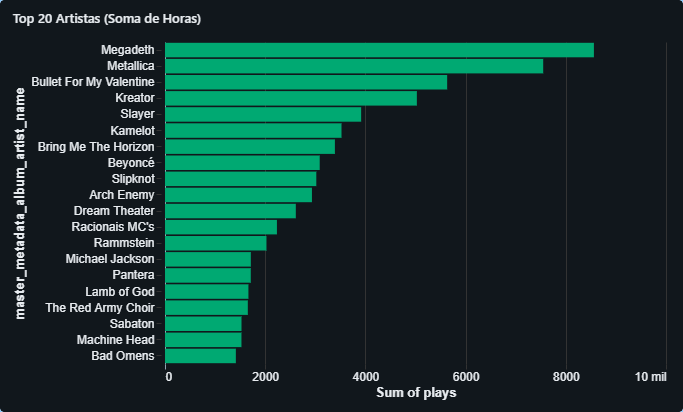 Top 20 Artistas (Soma de Horas)
master_metadata_album_artist_name
Megadeth
Metallica
Bullet For My Valentine
Kreator
Slayer
Kamelot
Bring Me The Horizon
Beyoncé
Slipknot
Arch Enemy
Dream Theater
Racionais MC's
Rammstein
Michael Jackson
Pantera
Lamb of God
The Red Army Choir
Sabaton
Machine Head
Bad Omens
0 2000 4000 6000 8000 10 mil
Sum of plays